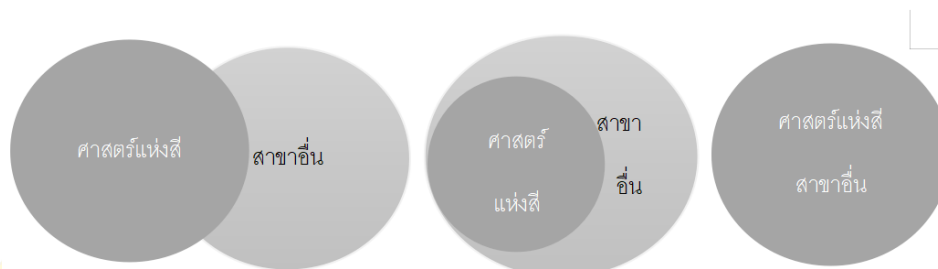 ศาสตร์แห่งสี
สาขาอื่น
ศาสตร์
แห่งสี
สาขา
อื่น
ศาสตร์แห่งสี
สาขาอื่น